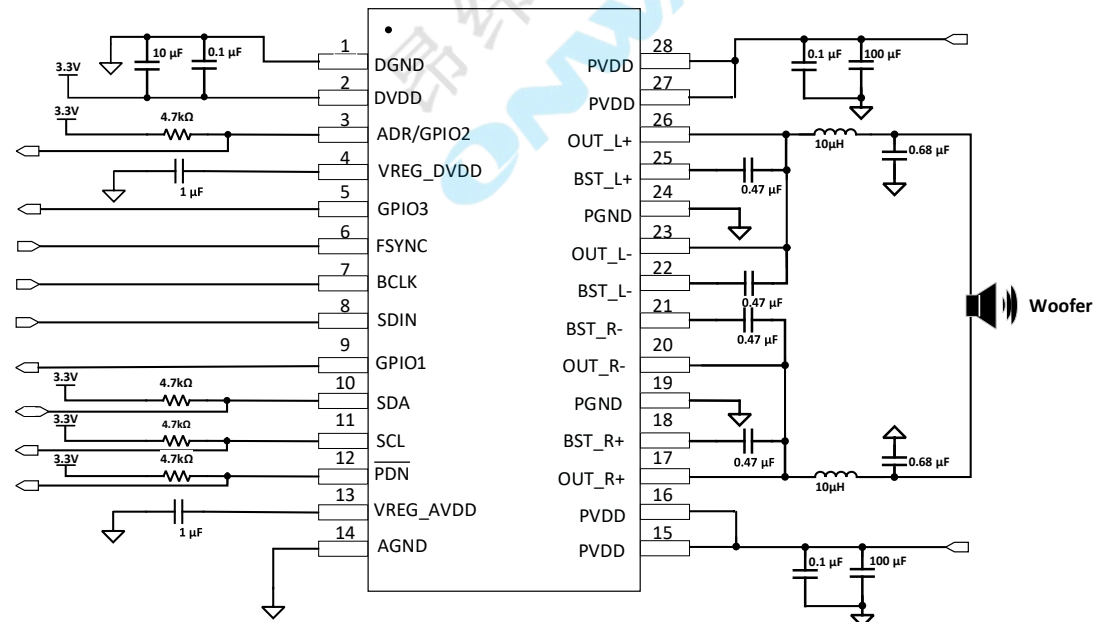 10 µF
0.1 µF
3.3V
1
DGND
2
DVDD
3.3V
4.7kΩ
3
ADR/GPIO2
4
VREG_DVDD
1 µF
5
GPIO3
6
FSYNC
7
BCLK
8
SDIN
9
GPIO1
3.3V
4.7kΩ
10
SDA
3.3V
4.7kΩ
11
SCL
3.3V
4.7kΩ
12
PDN
13
VREG_AVDD
1 µF
14
AGND
28
PVDD
0.1 µF
100 µF
27
PVDD
26
OUT_L+
10µH
0.68 µF
25
BST_L+
0.47 µF
24
PGND
23
OUT_L-
22
BST_L-
0.47 µF
21
BST_R-
0.47 µF
Woofer
20
OUT_R-
19
PGND
18
BST_R+
0.47 µF
17
OUT_R+
10µH
0.68 µF
16
PVDD
15
PVDD
0.1 µF
100 µF